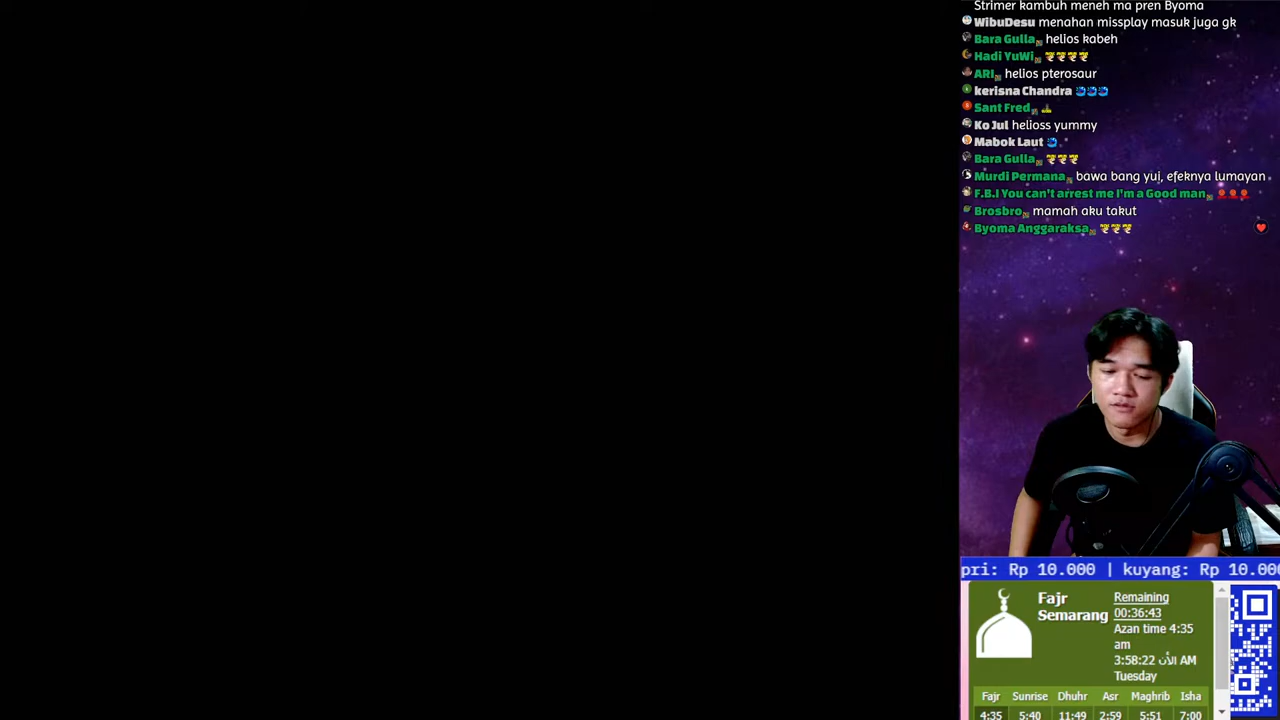 Strimer kambuh meneh ma pren Byoma
WibuDesu menahan missplay masuk juga gk
Bara Gulla helios kabeh
Hadi YuWi
ARI helios pterosaur
kerisna Chandra
Sant Fred
Ko Jul helioss yummy
Mabok Laut
Bara Gulla
Murdi Permana bawa bang yuj, efeknya lumayan
F.B.I You can't arrest me I'm a Good man
Brosbro mamah aku takut
Byoma Anggaraksa
pri: Rp 10.000 | kuyang: Rp 10.000
Fajr
Semarang
Remaining
00:36:43
Azan time 4:35
am
3:58:22 الآن AM
Tuesday
Fajr Sunrise Dhuhr Asr Maghrib Isha
4:35 5:40 11:49 2:59 5:51 7:00